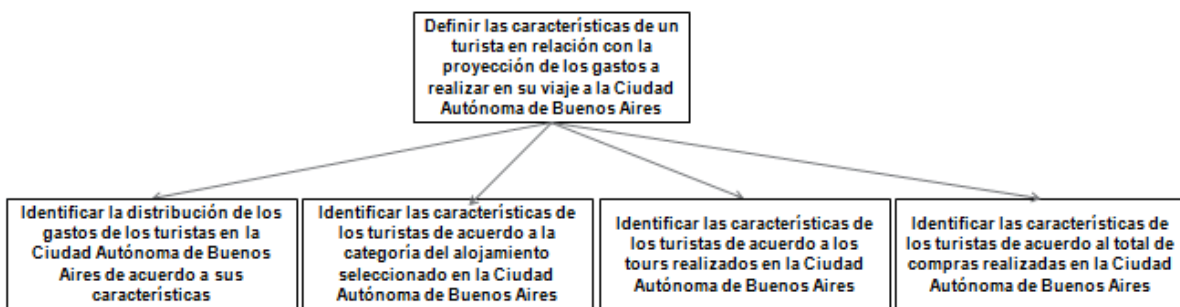 Definir las características de un
turista en relación con la
proyección de los gastos a
realizar en su viaje a la Ciudad
Autónoma de Buenos Aires
Identificar la distribución de los
gastos de los turistas en la
Ciudad Autónoma de Buenos
Aires de acuerdo a sus
características
Identificar las características de
los turistas de acuerdo a la
categoría del alojamiento
seleccionado en la Ciudad
Autónoma de Buenos Aires
Identificar las características de
los turistas de acuerdo a los
tours realizados en la Ciudad
Autónoma de Buenos Aires
Identificar las características de
los turistas de acuerdo al total de
compras realizadas en la Ciudad
Autónoma de Buenos Aires